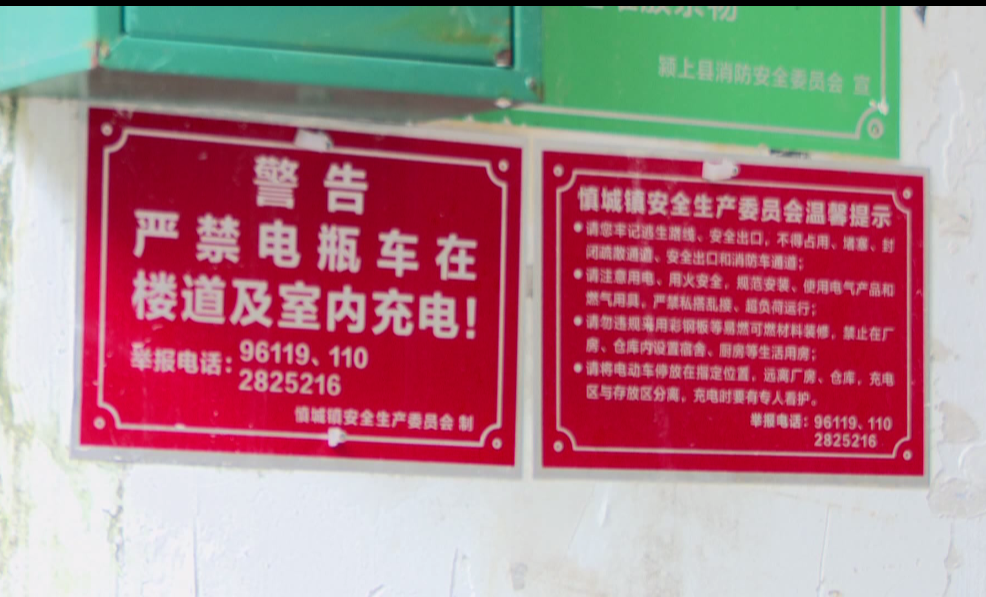 颍上县消防安全委员会 宣
警告
严禁电瓶车在
楼道及室内充电!
举报电话:96119、110
2825216
慎城镇安全生产委员会 制
慎城镇安全生产委员会温馨提示
●请您牢记逃生路线、安全出口,不得占用、堵塞、封
闭疏散通道、安全出口和消防车通道;
●请注意用电、用火安全,规范安装、使用电气产品和
燃气用具,严禁私搭乱接、超负荷运行;
●请勿违规采用彩钢板等易燃可燃材料装修,禁止在厂
房、仓库内设置宿舍、厨房等生活用房;
●请将电动车停放在指定位置,远离厂房、仓库,充电
区与存放区分离,充电时要有专人看护。
举报电话:96119、110
2825216